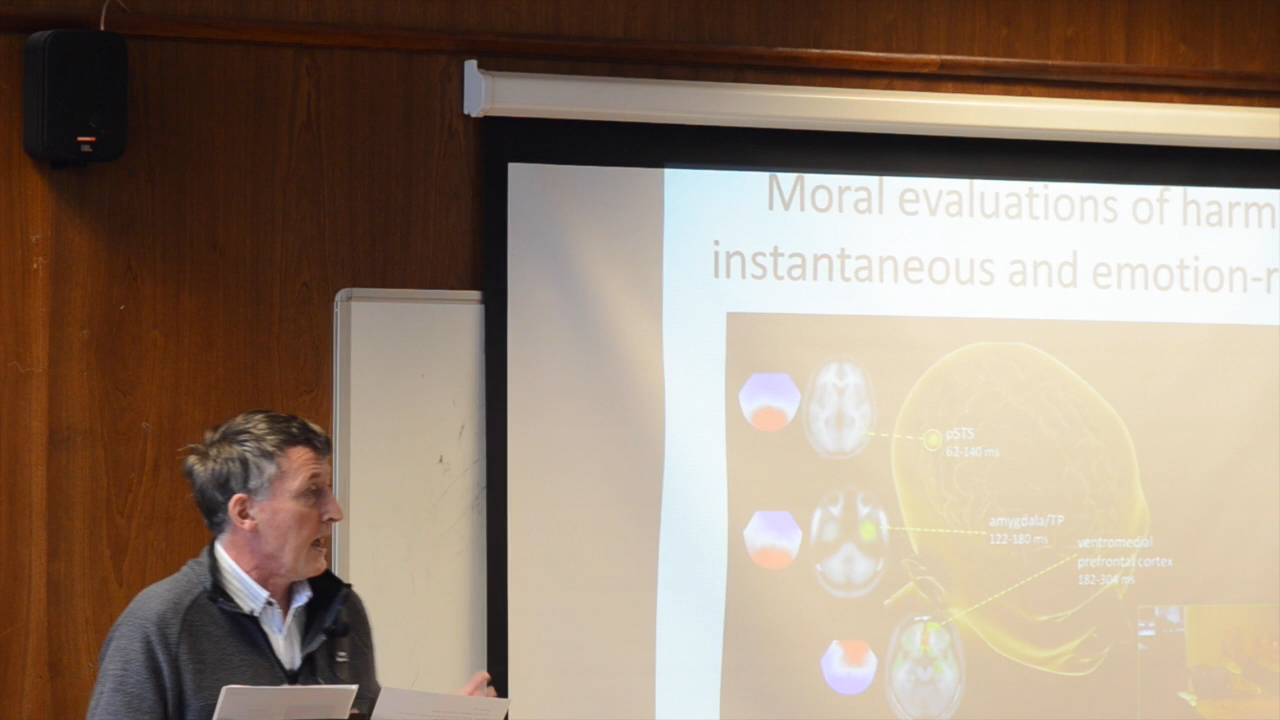 Moral evaluations of harm
instantaneous and emotion-r
pSTS
62-140 ms
amygdala/TP
122-180 ms
ventromedial
prefrontal cortex
182-304 ms